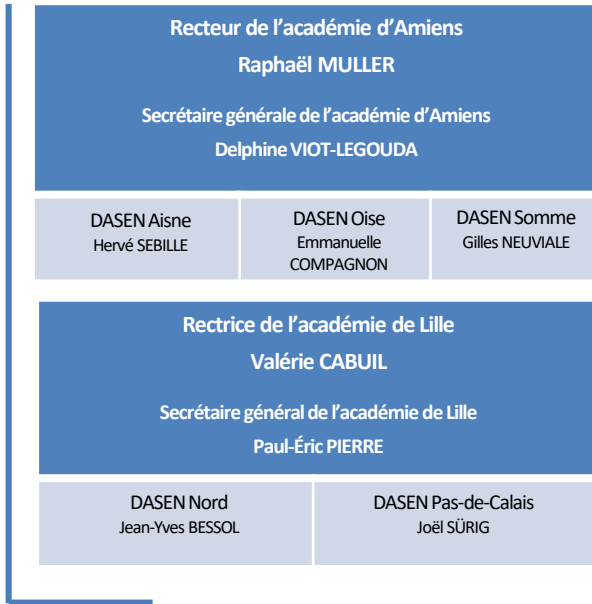 Recteur de l'académie d'Amiens
Raphaël MULLER
Secrétaire générale de l'académie d'Amiens
Delphine VIOT-LEGOUDA
DASEN Aisne
Hervé SEBILLE
DASEN Oise
Emmanuelle
COMPAGNON
DASEN Somme
Gilles NEUVIALE
Rectrice de l'académie de Lille
Valérie CABUIL
Secrétaire général de l'académie de Lille
Paul-Éric PIERRE
DASEN Nord
Jean-Yves BESSOL
DASEN Pas-de-Calais
Joël SÜRIG